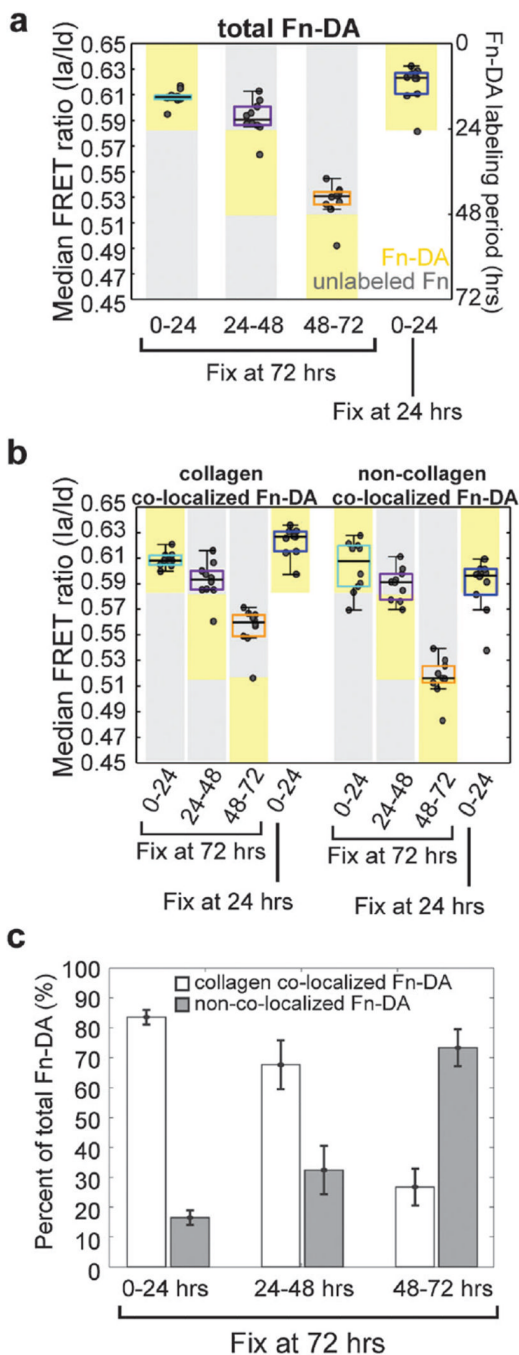 a
total Fn-DA
Median FRET ratio (Ia/Id)
0.65
0.63
0.61
0.59
0.57
0.55
0.53
0.51
0.49
0.47
0.45
0
24
48
72
Fn-DA labeling period (hrs)
Fn-DA
unlabeled Fn
0-24 24-48 48-72 0-24
Fix at 72 hrs
Fix at 24 hrs
b
collagen
co-localized Fn-DA
non-collagen
co-localized Fn-DA
Median FRET ratio (Ia/Id)
0.65
0.63
0.61
0.59
0.57
0.55
0.53
0.51
0.49
0.47
0.45
0-24 24-48 48-72 0-24 0-24 24-48 48-72 0-24
Fix at 72 hrs Fix at 72 hrs
Fix at 24 hrs Fix at 24 hrs
c
Percent of total Fn-DA (%)
100
90
80
70
60
50
40
30
20
10
0
collagen co-localized Fn-DA
non-co-localized Fn-DA
0-24 hrs 24-48 hrs 48-72 hrs
Fix at 72 hrs